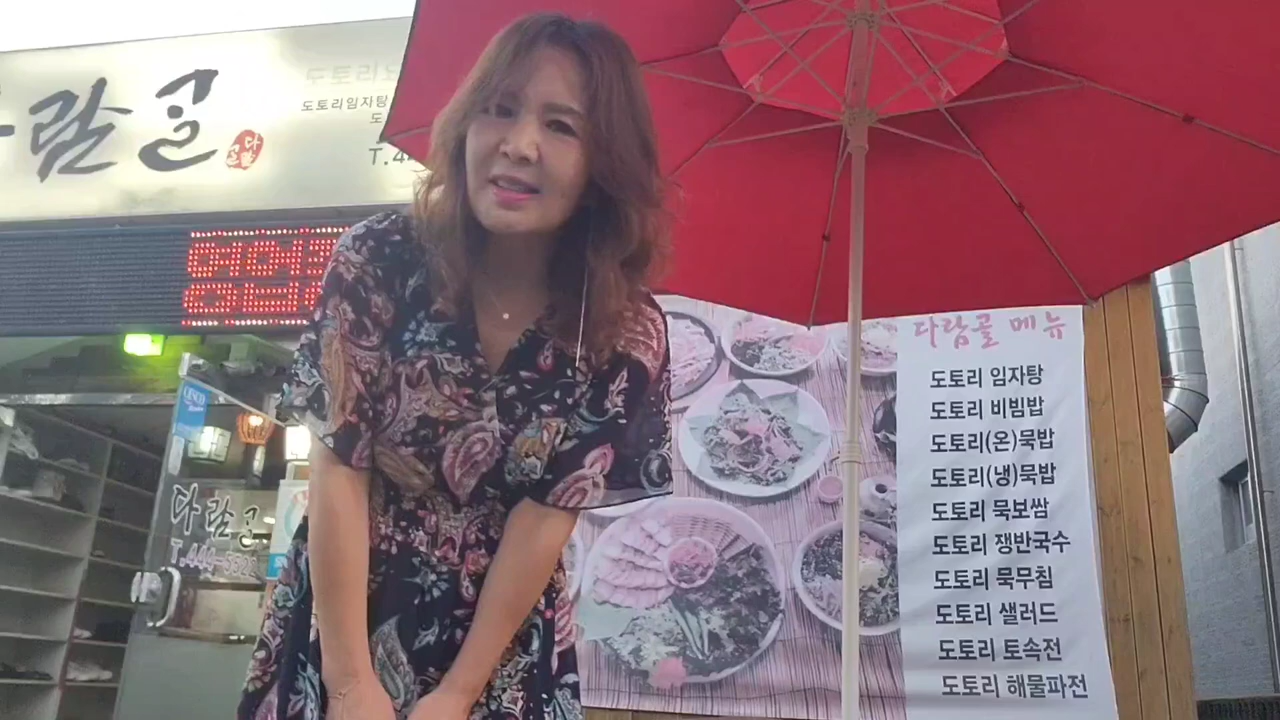 다람골
다람골
도토리임자탕
T.44
다람골
T.444-5528
다람골 메뉴
도토리 임자탕
도토리 비빔밥
도토리(온)묵밥
도토리(냉)묵밥
도토리 묵보쌈
도토리 쟁반국수
도토리 묵무침
도토리 샐러드
도토리 토속전
도토리 해물파전